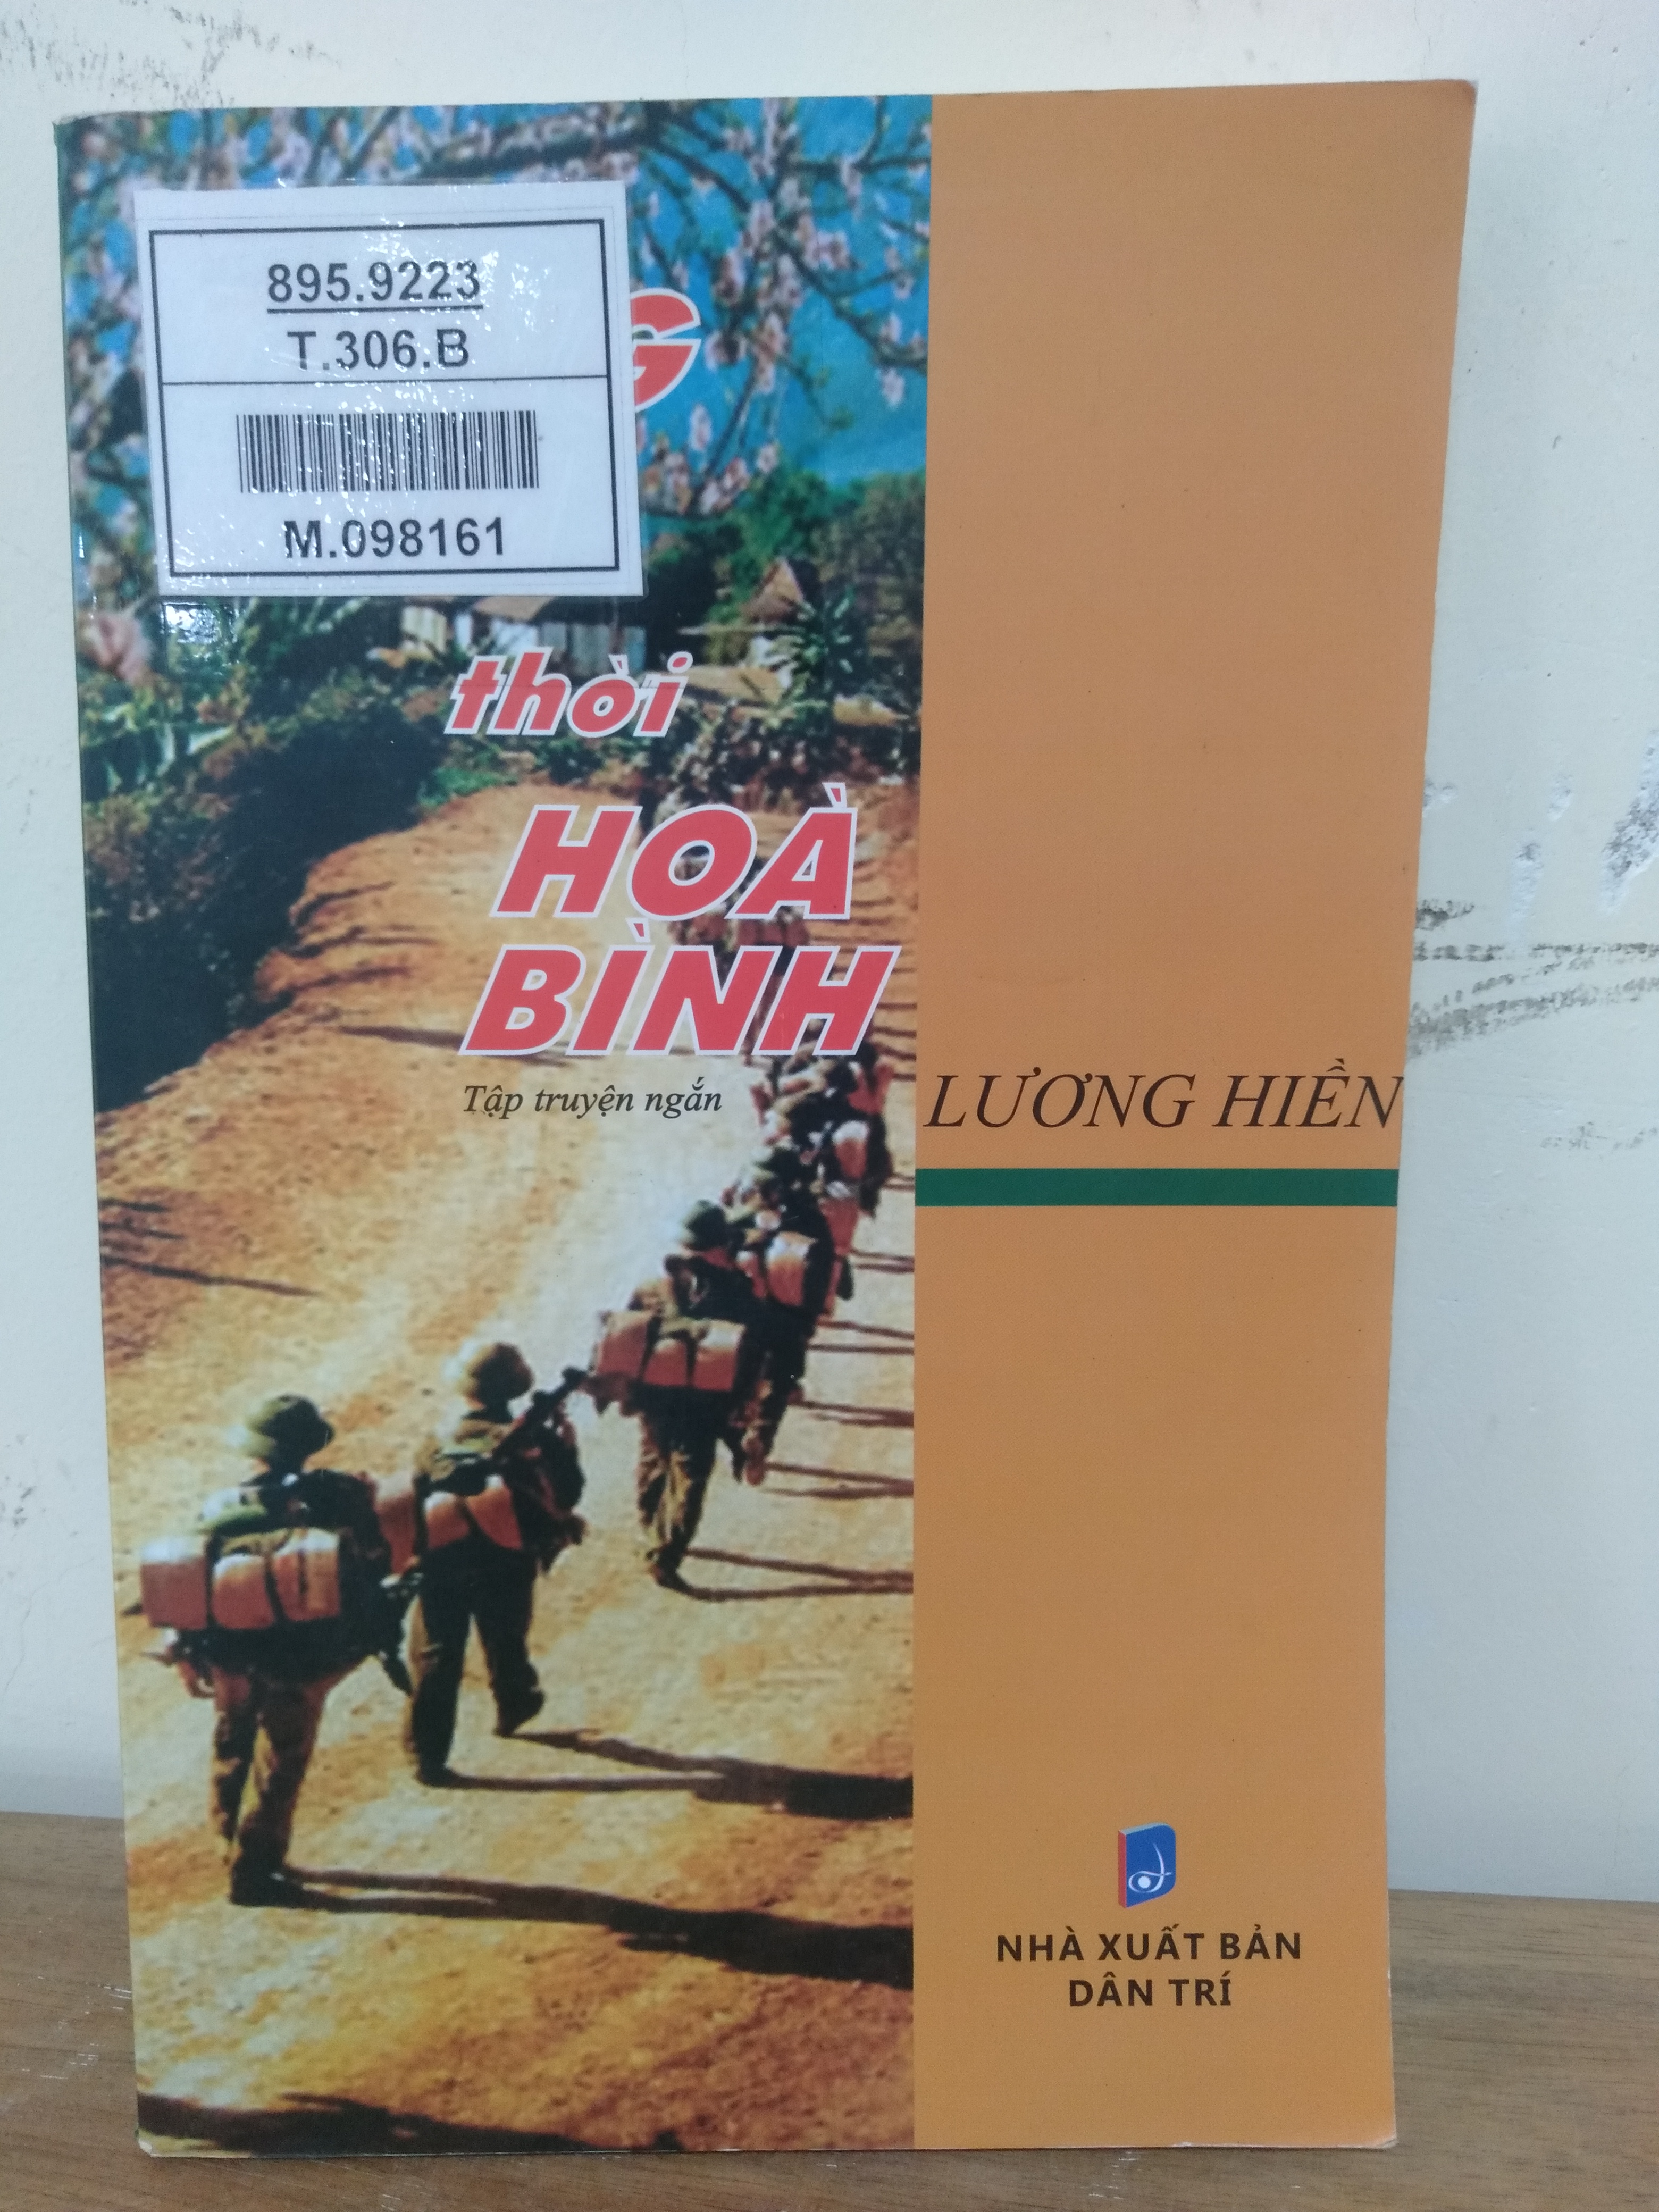 895.9223
T.306.B
M.098161
G
thời
HOÀ
BÌNH
Tập truyện ngắn
LƯƠNG HIỀN
NHÀ XUẤT BẢN
DÂN TRÍ